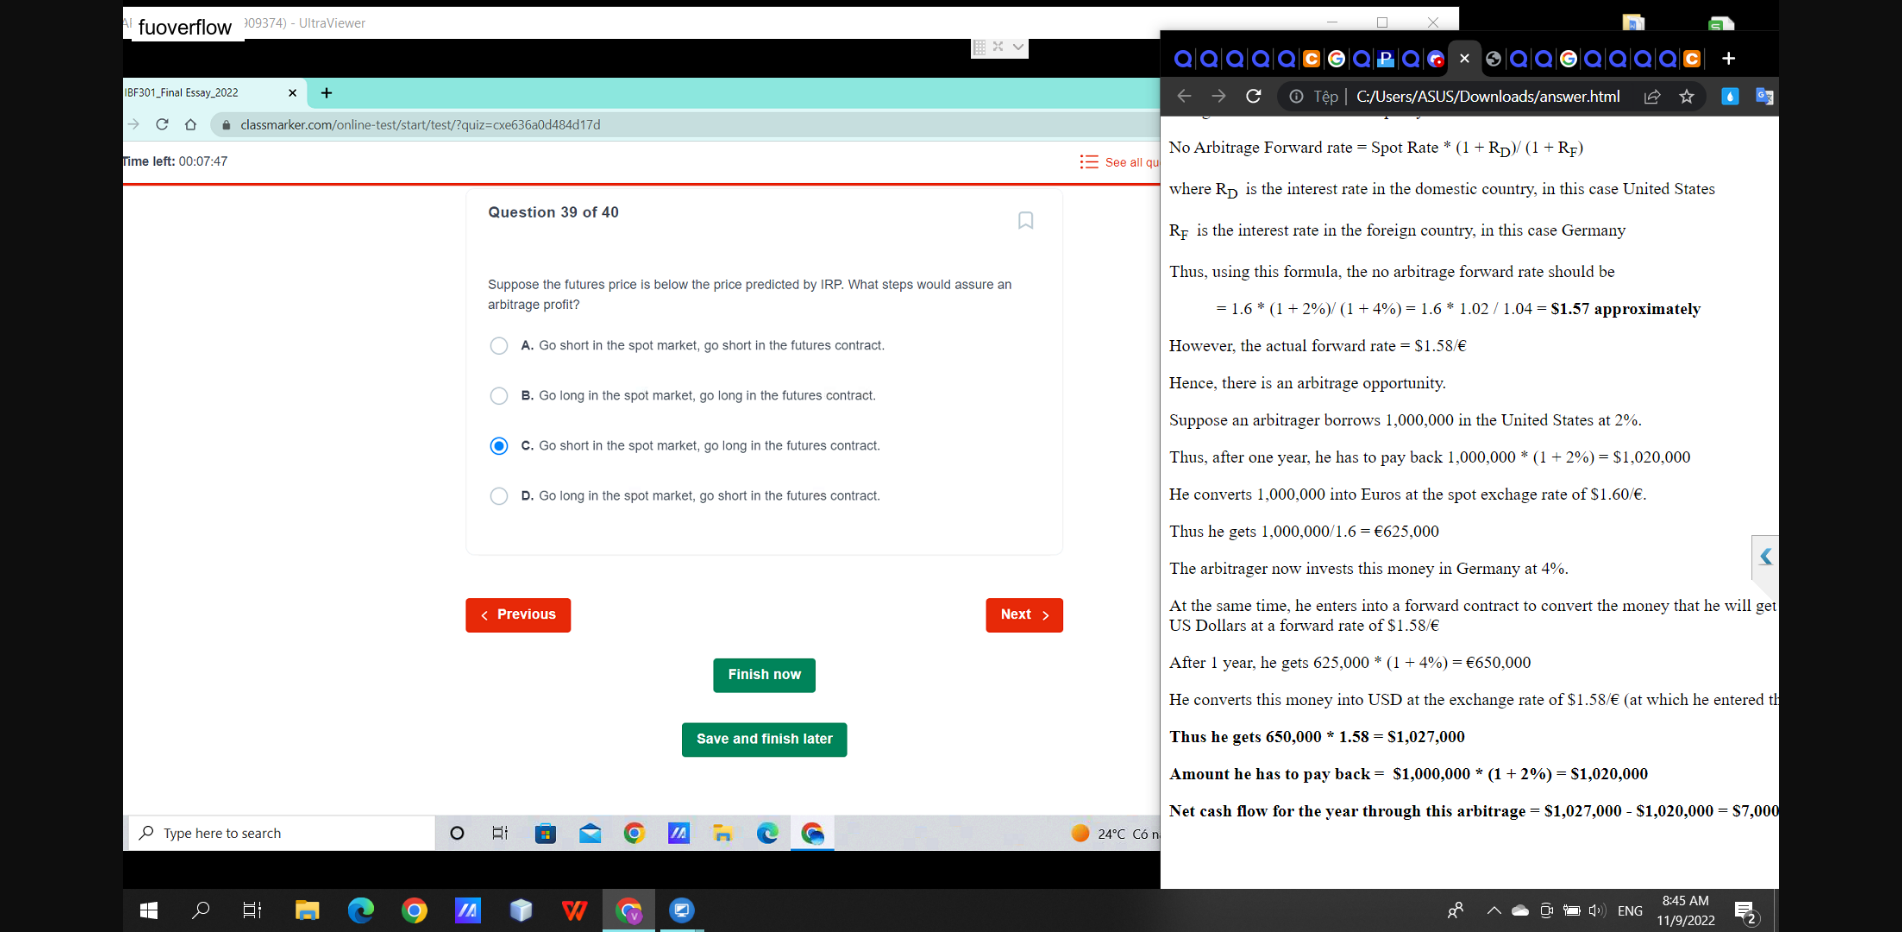 fuoverflow
909374) - UltraViewer
IBF301_Final Essay_2022
classmarker.com/online-test/start/test/?quiz=cxe636a0d484d17d
Time left: 00:07:47
See all qu
Question 39 of 40
Suppose the futures price is below the price predicted by IRP. What steps would assure an
arbitrage profit?
A. Go short in the spot market, go short in the futures contract.
B. Go long in the spot market, go long in the futures contract.
C. Go short in the spot market, go long in the futures contract.
D. Go long in the spot market, go short in the futures contract.
Previous
Next
Finish now
Save and finish later
Type here to search
24°C Có n
Tệp
C:/Users/ASUS/Downloads/answer.html
No Arbitrage Forward rate = Spot Rate * (1 + RD)/ (1 + RF)
where RD is the interest rate in the domestic country, in this case United States
RF is the interest rate in the foreign country, in this case Germany
Thus, using this formula, the no arbitrage forward rate should be
= 1.6 * (1 + 2%)/ (1 + 4%) = 1.6 * 1.02 / 1.04 = $1.57 approximately
However, the actual forward rate = $1.58/€
Hence, there is an arbitrage opportunity.
Suppose an arbitrager borrows 1,000,000 in the United States at 2%.
Thus, after one year, he has to pay back 1,000,000 * (1 + 2%) = $1,020,000
He converts 1,000,000 into Euros at the spot exchage rate of $1.60/€.
Thus he gets 1,000,000/1.6 = €625,000
The arbitrager now invests this money in Germany at 4%.
At the same time, he enters into a forward contract to convert the money that he will get
US Dollars at a forward rate of $1.58/€
After 1 year, he gets 625,000 * (1 + 4%) = €650,000
He converts this money into USD at the exchange rate of $1.58/€ (at which he entered th
Thus he gets 650,000 * 1.58 = $1,027,000
Amount he has to pay back = $1,000,000 * (1 + 2%) = $1,020,000
Net cash flow for the year through this arbitrage = $1,027,000 - $1,020,000 = $7,000
ENG
8:45 AM
11/9/2022
2